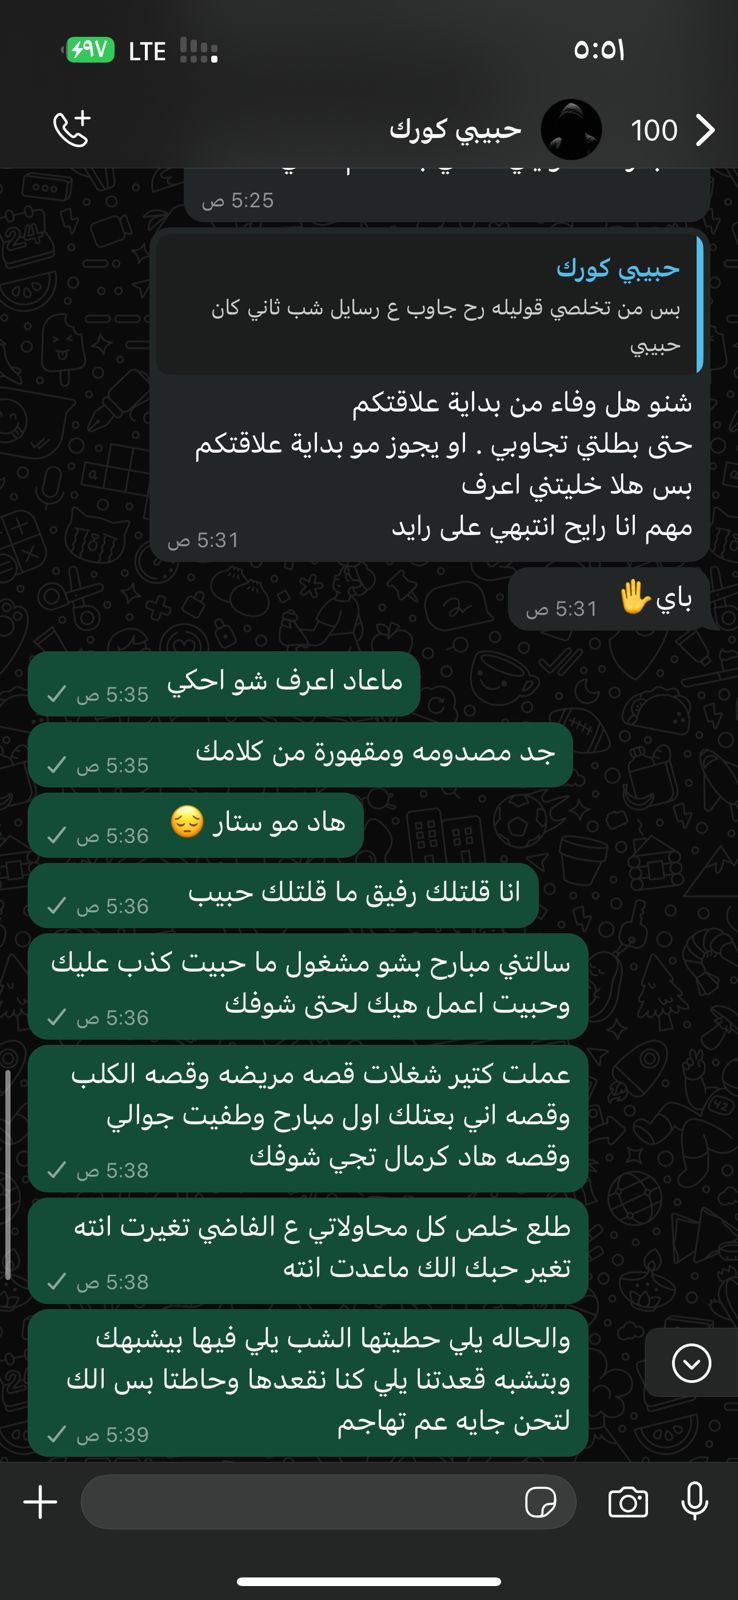 ٥:٥١
LTE
٩٧
100
حبيبي كورك
5:25 ص
حبيبي كورك
بس من تخلصي قوليله رح جاوب ع رسايل شب ثاني كان
حبيبي
شنو هل وفاء من بداية علاقتكم
حتى بطلتي تجاوبي . او يجوز مو بداية علاقتكم
بس هلا خليتني اعرف
مهم انا رايح انتبهي على رايد
5:31 ص
باي✋
5:31 ص
ماعاد اعرف شو احكي
5:35 ص
جد مصدومه ومقهورة من كلامك
5:35 ص
هاد مو ستار 😔
5:36 ص
انا قلتلك رفيق ما قلتلك حبيب
5:36 ص
سالتني مبارح بشو مشغول ما حبيت كذب عليك
وحبيت اعمل هيك لحتى شوفك
5:36 ص
عملت كتير شغلات قصه مريضه وقصه الكلب
وقصه اني بعتلك اول مبارح وطفيت جوالي
وقصه هاد كرمال تجي شوفك
5:38 ص
طلع خلص كل محاولاتي ع الفاضي تغيرت انته
تغير حبك الك ماعدت انته
5:38 ص
والحاله يلي حطيتها الشب يلي فيها بيشبهك
وبتشبه قعدتنا يلي كنا نقعدها وحاطتا بس الك
لتحن جايه عم تهاجم
5:39 ص